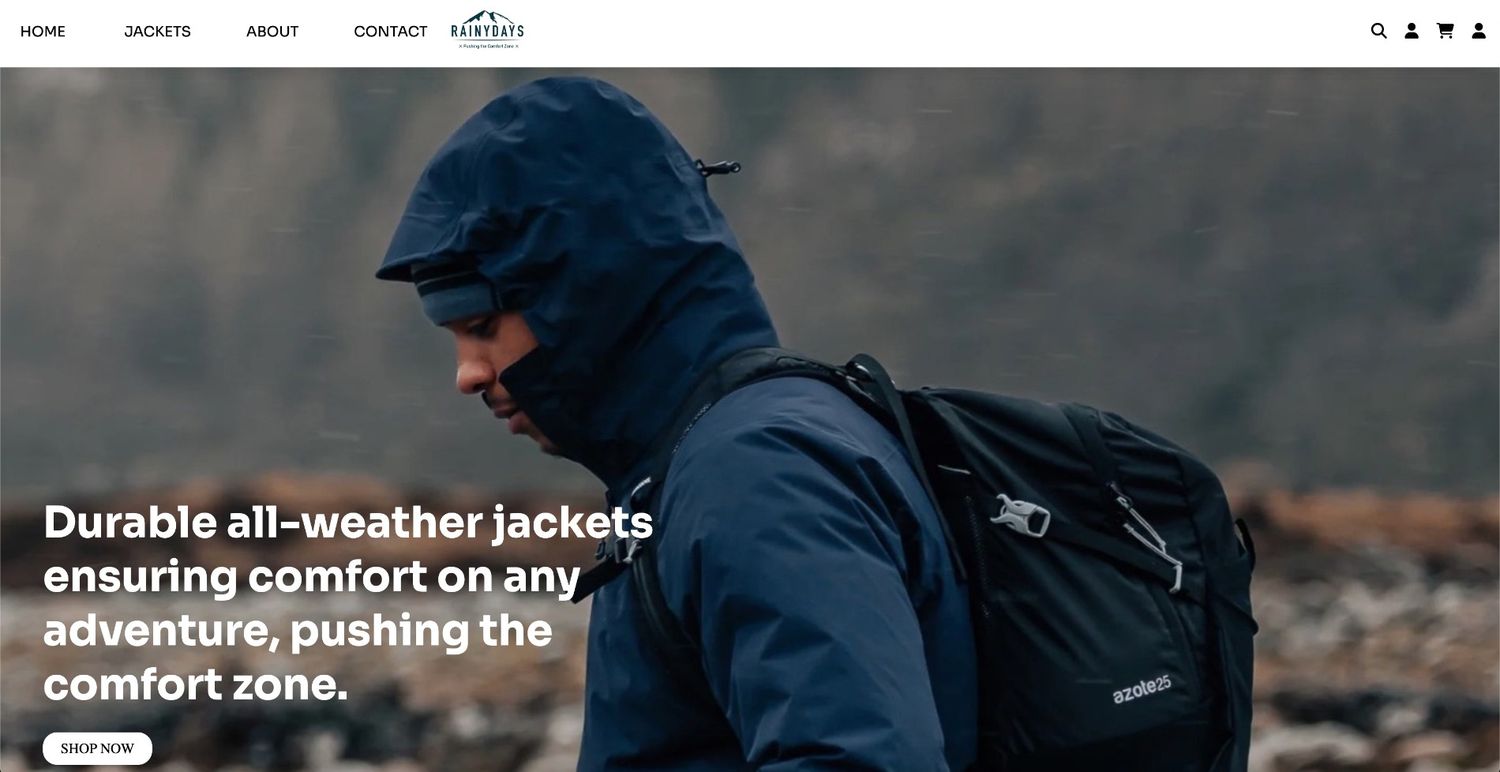 HOME JACKETS ABOUT CONTACT
RAINYDAYS
× Pushing the Comfort Zone ×
Durable all-weather jackets
ensuring comfort on any
adventure, pushing the
comfort zone.
azote25
SHOP NOW